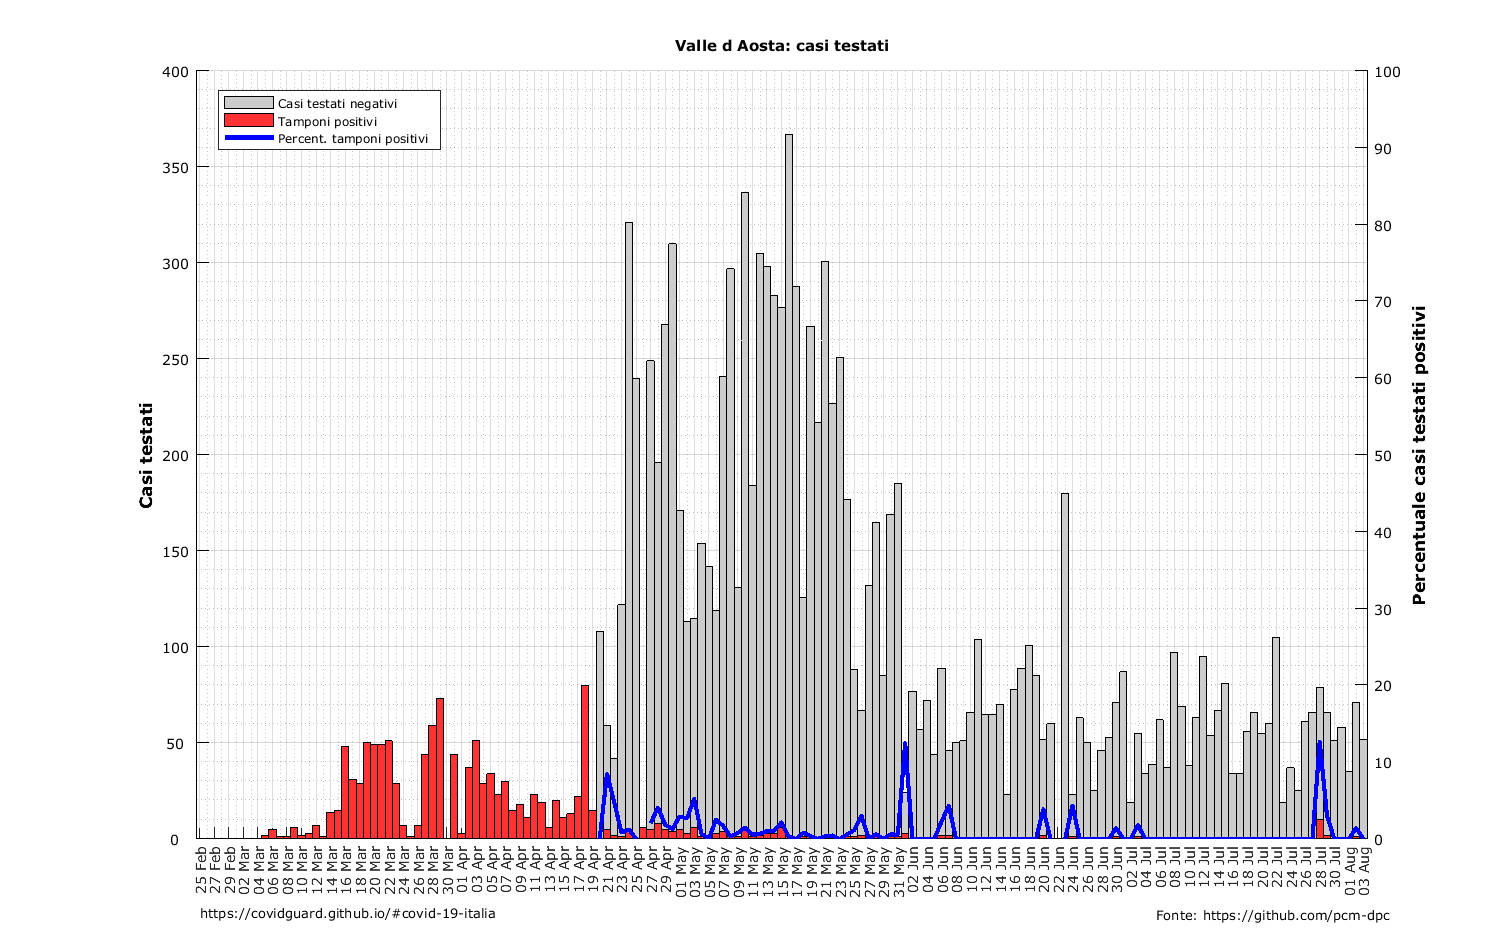 Valle d Aosta: casi testati
Casi testati negativi
Tamponi positivi
Percent. tamponi positivi
Casi testati
400
350
300
250
200
150
100
50
0
100
90
80
70
60
50
40
30
20
10
0
Percentuale casi testati positivi
25 Feb
27 Feb
29 Feb
02 Mar
04 Mar
06 Mar
08 Mar
10 Mar
12 Mar
14 Mar
16 Mar
18 Mar
20 Mar
22 Mar
24 Mar
26 Mar
28 Mar
30 Mar
01 Apr
03 Apr
05 Apr
07 Apr
09 Apr
11 Apr
13 Apr
15 Apr
17 Apr
19 Apr
21 Apr
23 Apr
25 Apr
27 Apr
29 Apr
01 May
03 May
05 May
07 May
09 May
11 May
13 May
15 May
17 May
19 May
21 May
23 May
25 May
27 May
29 May
31 May
02 Jun
04 Jun
06 Jun
08 Jun
10 Jun
12 Jun
14 Jun
16 Jun
18 Jun
20 Jun
22 Jun
24 Jun
26 Jun
28 Jun
30 Jun
02 Jul
04 Jul
06 Jul
08 Jul
10 Jul
12 Jul
14 Jul
16 Jul
18 Jul
20 Jul
22 Jul
24 Jul
26 Jul
28 Jul
30 Jul
01 Aug
03 Aug
https://covidguard.github.io/#covid-19-italia
Fonte: https://github.com/pcm-dpc